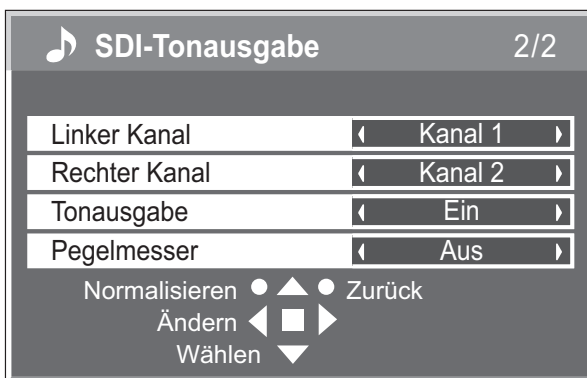 SDI-Tonausgabe 2/2
Linker Kanal Kanal 1
Rechter Kanal Kanal 2
Tonausgabe Ein
Pegelmesser Aus
Normalisieren Zurück
Ändern
Wählen